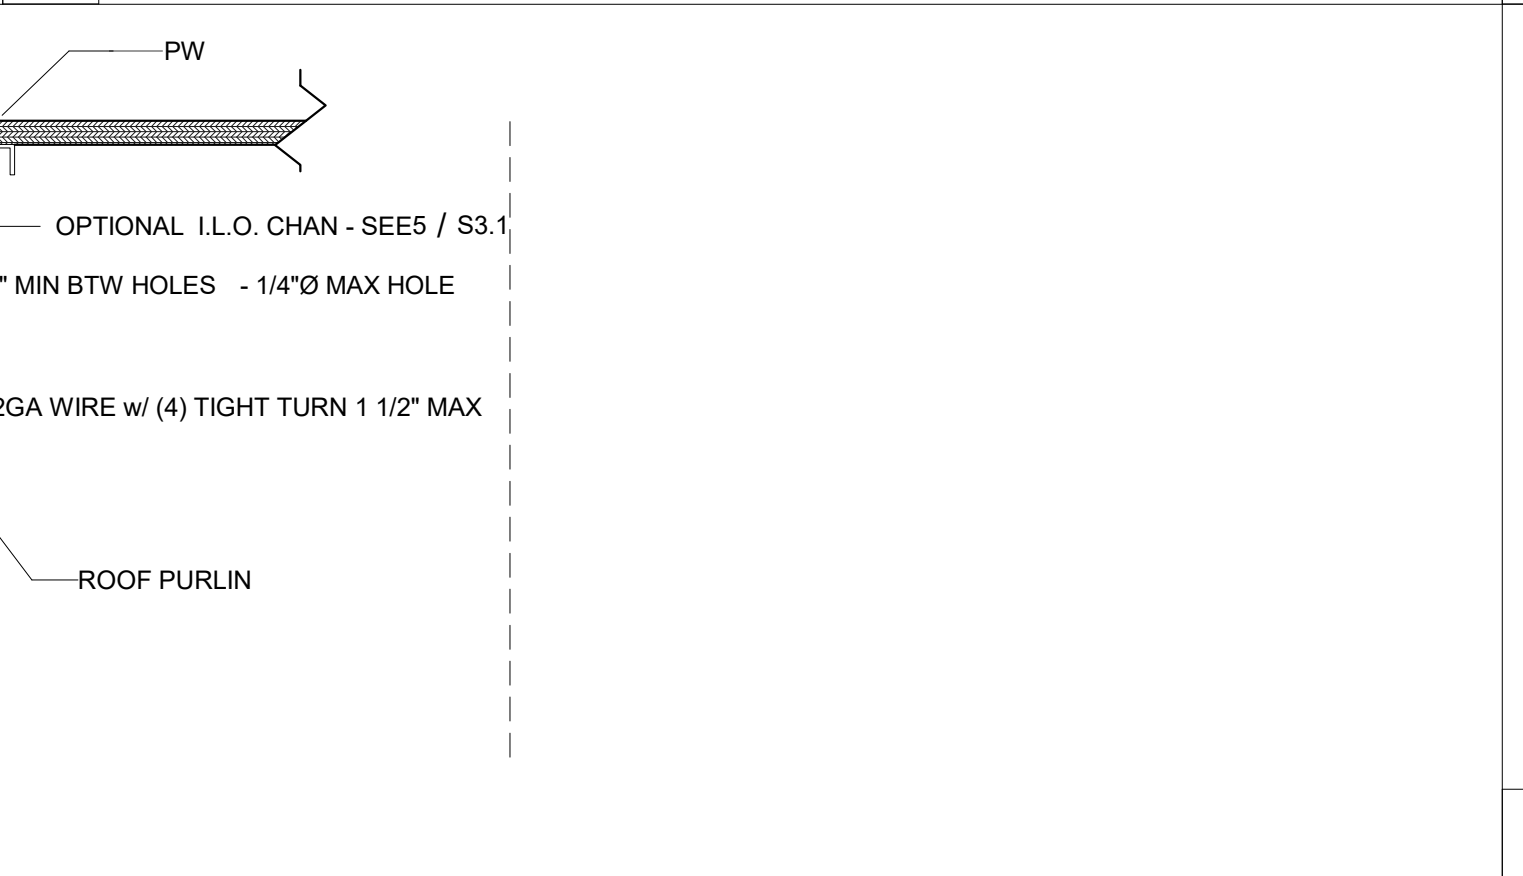 PW
OPTIONAL I.L.O. CHAN - SEE5 / S3.1
" MIN BTW HOLES - 1/4"Ø MAX HOLE
2GA WIRE w/ (4) TIGHT TURN 1 1/2" MAX
ROOF PURLIN